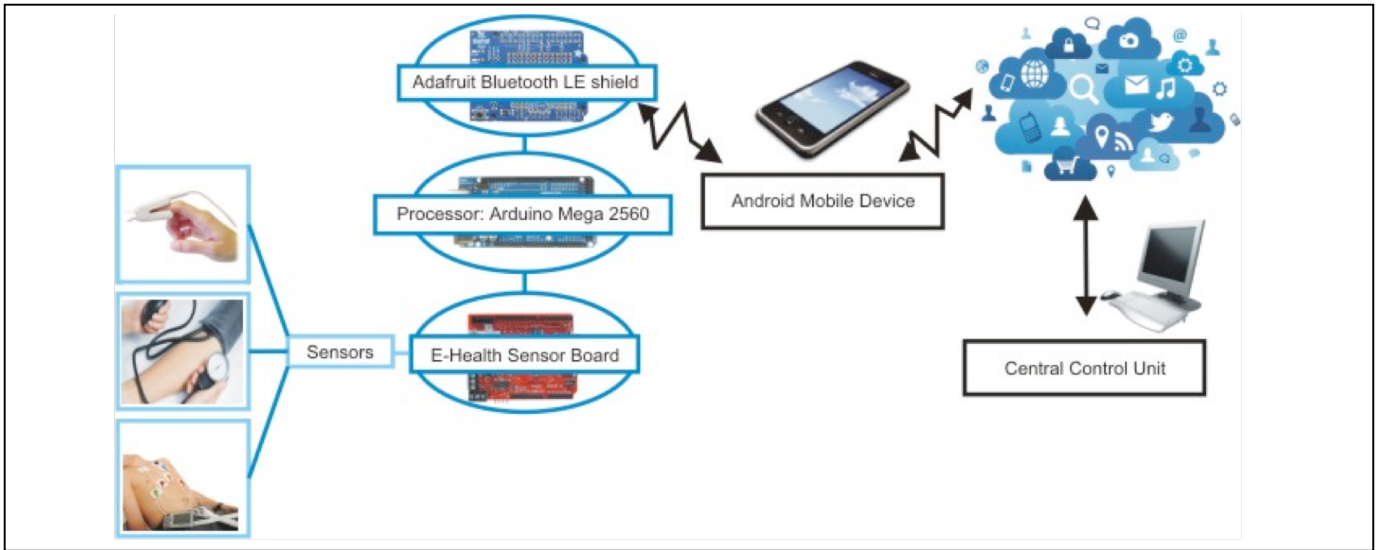 Adafruit Bluetooth LE shield
Processor: Arduino Mega 2560
Android Mobile Device
Sensors
E-Health Sensor Board
Central Control Unit
@